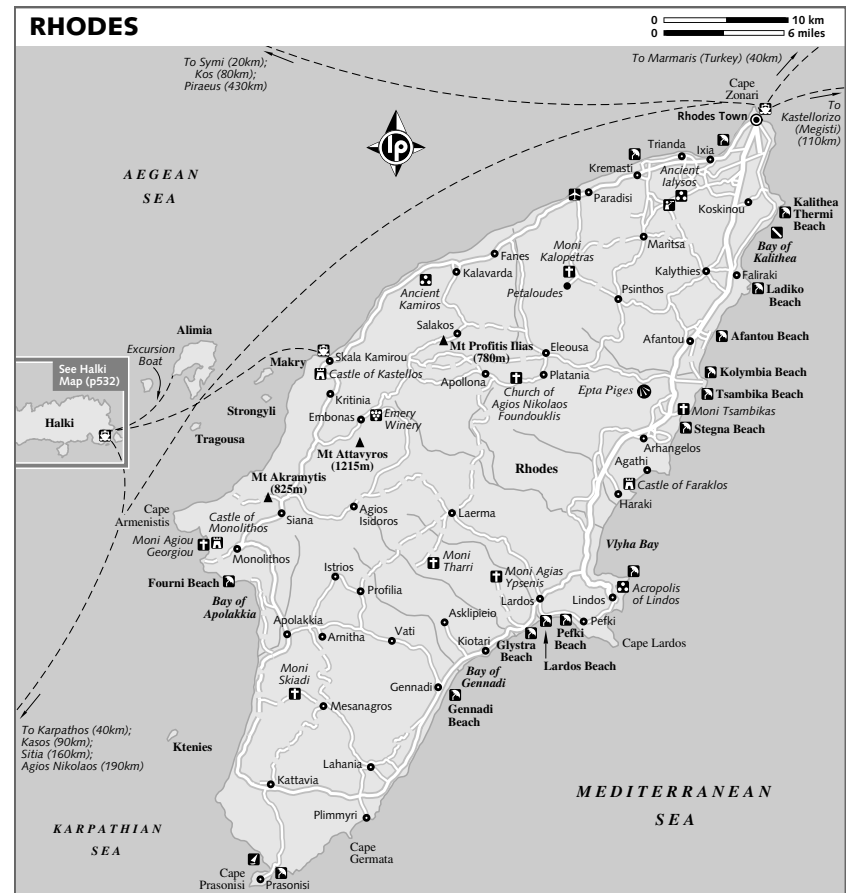 RHODES
0 10 km
0 6 miles
To Symi (20km);
Kos (80km);
Piraeus (430km)
To Marmaris (Turkey) (40km)
Cape
Zonari
Rhodes Town
To
Kastellorizo
(Megisti)
(110km)
lp
AEGEAN
SEA
Trianda
Ixia
Kremasti
Ancient
Ialysos
Paradisi
Koskinou
Kalithea
Thermi
Beach
Bay of
Kalithea
Maritsa
Moni
Kalopetras
Fanes
Kalavarda
Kalythies
Faliraki
Petaloudes
Psinthos
Ladiko
Beach
Ancient
Kamiros
Salakos
Mt Profitis Ilias
(780m)
Eleousa
Afantou
Afantou Beach
Alimia
Excursion
Boat
See Halki
Map (p532)
Makry
Skala Kamirou
Castle of Kastellos
Apollona
Platania
Church of
Agios Nikolaos
Foundouklis
Epta Piges
Kolymbia Beach
Tsambika Beach
Moni Tsambikas
Stegna Beach
Kritinia
Strongyli
Halki
Embonas
Emery
Winery
Tragousa
Mt Attavyros
(1215m)
Arhangelos
Rhodes
Agathi
Castle of Faraklos
Haraki
Mt Akramytis
(825m)
Cape
Armenistis
Castle of
Monolithos
Siana
Agios
Isidoros
Laerma
Moni Agiou
Georgiou
Monolithos
Vlyha Bay
Moni
Tharri
Moni Agias
Ypsenis
Istrios
Fourni Beach
Profilia
Bay of
Apolakkia
Lardos
Lindos
Acropolis
of Lindos
Asklipieio
Apolakkia
Arnitha
Vati
Kiotari
Glystra
Beach
Pefki
Beach
Pefki
Cape Lardos
Lardos Beach
Bay of
Gennadi
Moni
Skiadi
Gennadi
Gennadi
Beach
Mesanagros
To Karpathos (40km);
Kasos (90km);
Sitia (160km);
Agios Nikolaos (190km)
Ktenies
Lahania
Kattavia
MEDITERRANEAN
SEA
Plimmyri
KARPATHIAN
SEA
Cape
Germata
Cape
Prasonisi
Prasonisi